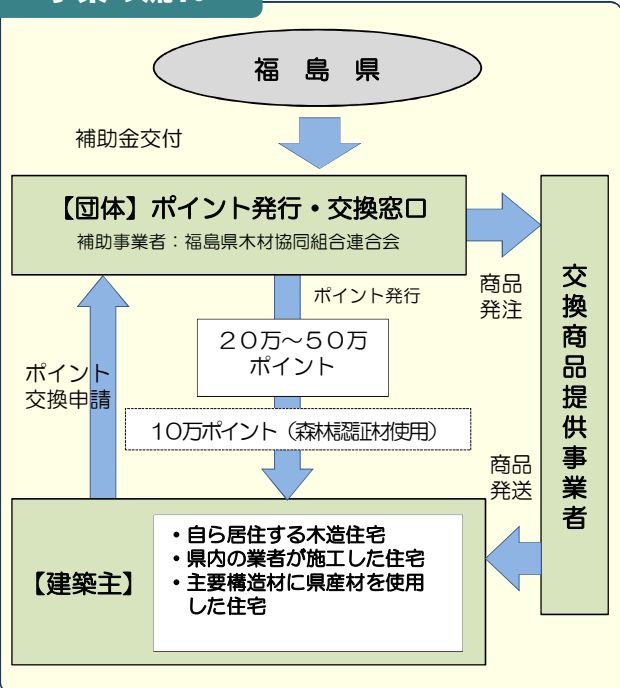 福島県
補助金交付
【団体】ポイント発行・交換窓口
補助事業者：福島県木材協同組合連合会
商品
発注
交換商品提供事業者
ポイント発行
20万～50万
ポイント
ポイント
交換申請
10万ポイント（森林認証材使用）
商品
発送
【建築主】
・自ら居住する木造住宅
・県内の業者が施工した住宅
・主要構造材に県産材を使用
した住宅